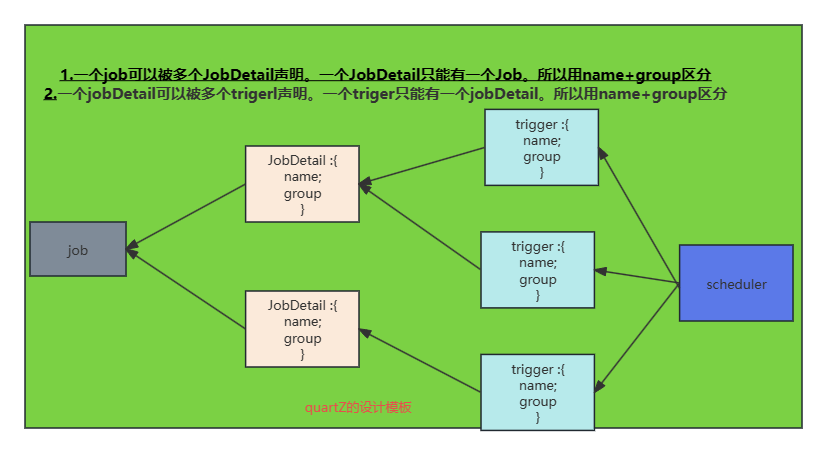 1.一个job可以被多个JobDetail声明。一个JobDetail只能有一个Job。所以用name+group区分
2.一个jobDetail可以被多个trigerl声明。一个triger只能有一个jobDetail。所以用name+group区分
trigger :{
name;
group
}
JobDetail :{
name;
group
}
job
trigger :{
name;
group
}
scheduler
JobDetail :{
name;
group
}
trigger :{
name;
group
}
quartZ的设计模板